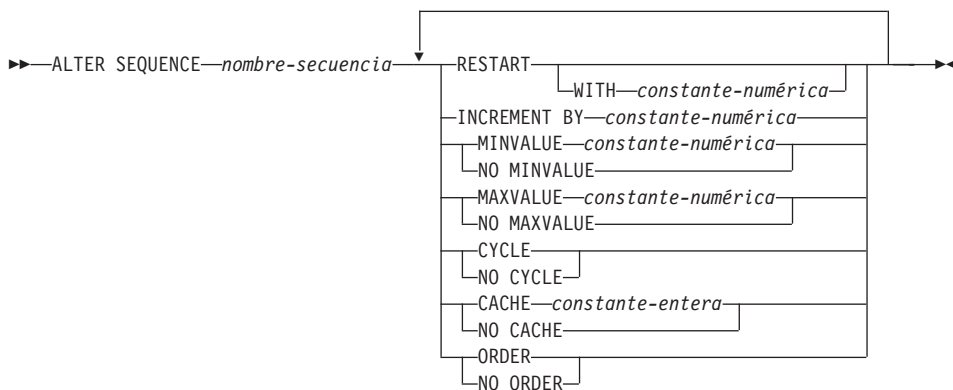 ALTER SEQUENCE nombre-secuencia RESTART
WITH constante-numérica
INCREMENT BY constante-numérica
MINVALUE constante-numérica
NO MINVALUE
MAXVALUE constante-numérica
NO MAXVALUE
CYCLE
NO CYCLE
CACHE constante-entera
NO CACHE
ORDER
NO ORDER